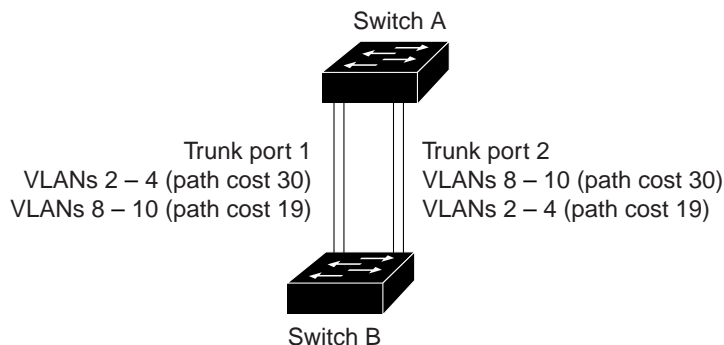 Switch A
Trunk port 1
VLANs 2 – 4 (path cost 30)
VLANs 8 – 10 (path cost 19)
Trunk port 2
VLANs 8 – 10 (path cost 30)
VLANs 2 – 4 (path cost 19)
Switch B